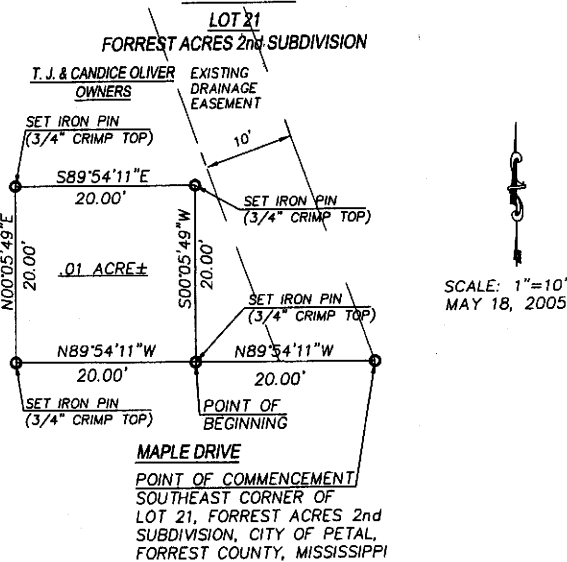 LOT 21
FORREST ACRES 2nd SUBDIVISION
T. J. & CANDICE OLIVER
OWNERS
EXISTING
DRAINAGE
EASEMENT
10'
SET IRON PIN
(3/4" CRIMP TOP)
S89°54'11"E
20.00'
SET IRON PIN
(3/4" CRIMP TOP)
N00°05'49"E
20.00'
.01 ACRE±
S00°05'49"W
20.00'
SCALE: 1"=10'
MAY 18, 2005
SET IRON PIN
(3/4" CRIMP TOP)
N89°54'11"W
20.00'
N89°54'11"W
20.00'
SET IRON PIN
(3/4" CRIMP TOP)
POINT OF
BEGINNING
MAPLE DRIVE
POINT OF COMMENCEMENT
SOUTHEAST CORNER OF
LOT 21, FORREST ACRES 2nd
SUBDIVISION, CITY OF PETAL,
FORREST COUNTY, MISSISSIPPI